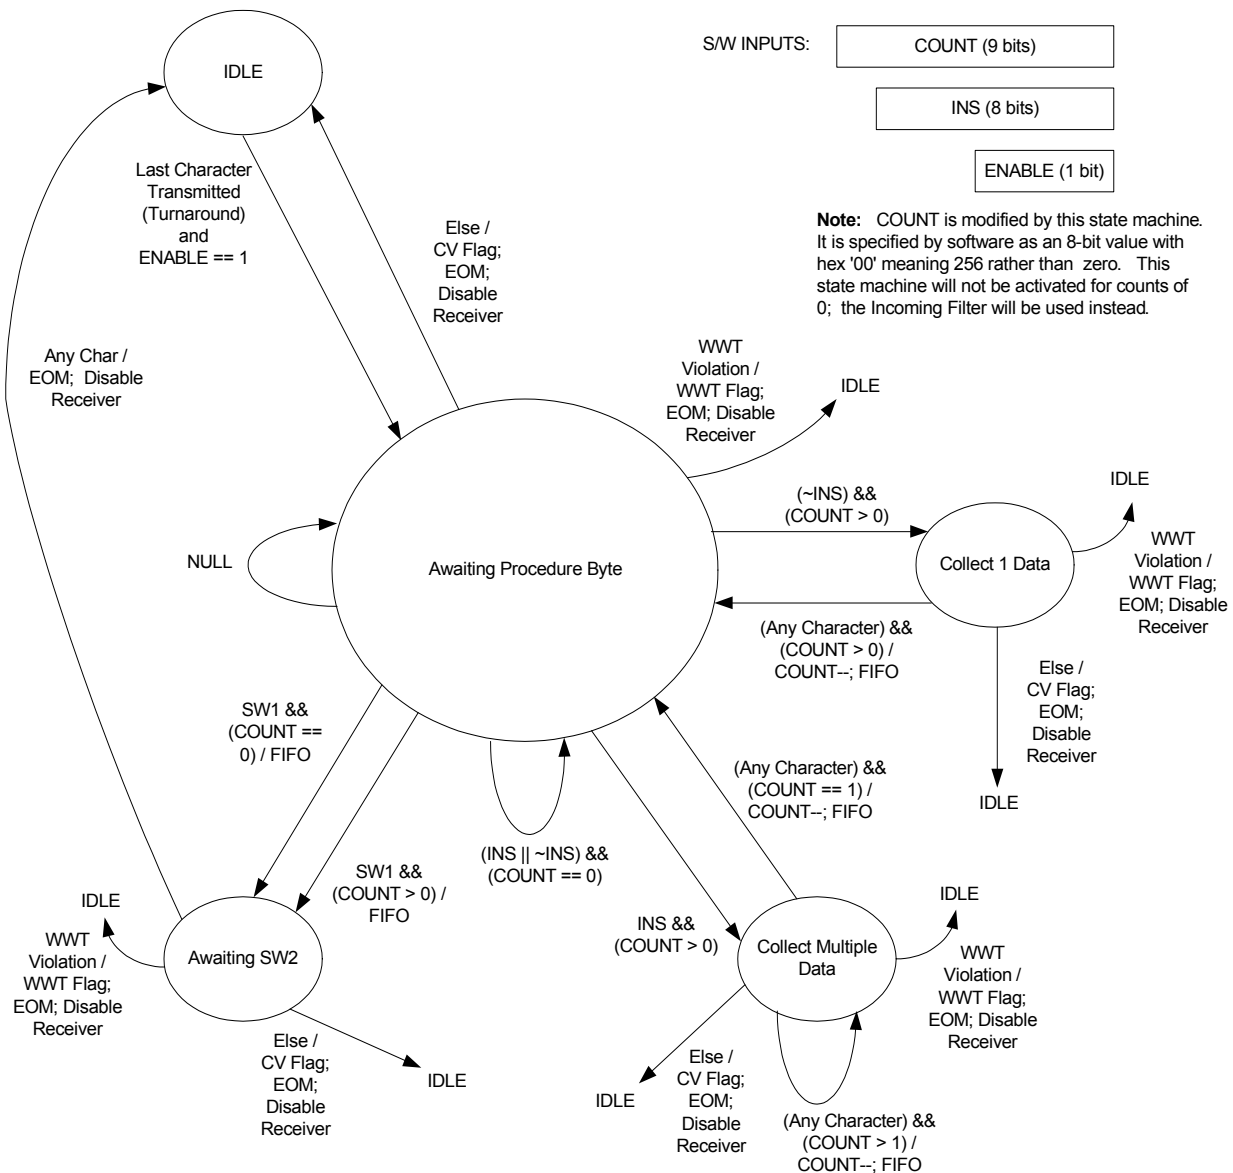 IDLE
S/W INPUTS:
COUNT (9 bits)
INS (8 bits)
ENABLE (1 bit)
Note: COUNT is modified by this state machine.
It is specified by software as an 8-bit value with
hex '00' meaning 256 rather than zero. This
state machine will not be activated for counts of
0; the Incoming Filter will be used instead.
Last Character
Transmitted
(Turnaround)
and
ENABLE == 1
Else /
CV Flag;
EOM;
Disable
Receiver
Any Char /
EOM; Disable
Receiver
WWT
Violation /
WWT Flag;
EOM; Disable
Receiver
IDLE
(~INS) &&
(COUNT > 0)
IDLE
WWT
Violation /
WWT Flag;
EOM; Disable
Receiver
NULL
Awaiting Procedure Byte
Collect 1 Data
(Any Character) &&
(COUNT > 0) /
COUNT--; FIFO
Else /
CV Flag;
EOM;
Disable
Receiver
IDLE
SW1 &&
(COUNT ==
0) / FIFO
SW1 &&
(COUNT > 0) /
FIFO
(INS || ~INS) &&
(COUNT == 0)
(Any Character) &&
(COUNT == 1) /
COUNT--; FIFO
INS &&
(COUNT > 0)
IDLE
WWT
Violation /
WWT Flag;
EOM; Disable
Receiver
Awaiting SW2
Else /
CV Flag;
EOM;
Disable
Receiver
IDLE
Collect Multiple
Data
IDLE
WWT
Violation /
WWT Flag;
EOM; Disable
Receiver
Else /
CV Flag;
EOM;
Disable
Receiver
IDLE
(Any Character) &&
(COUNT > 1) /
COUNT--; FIFO